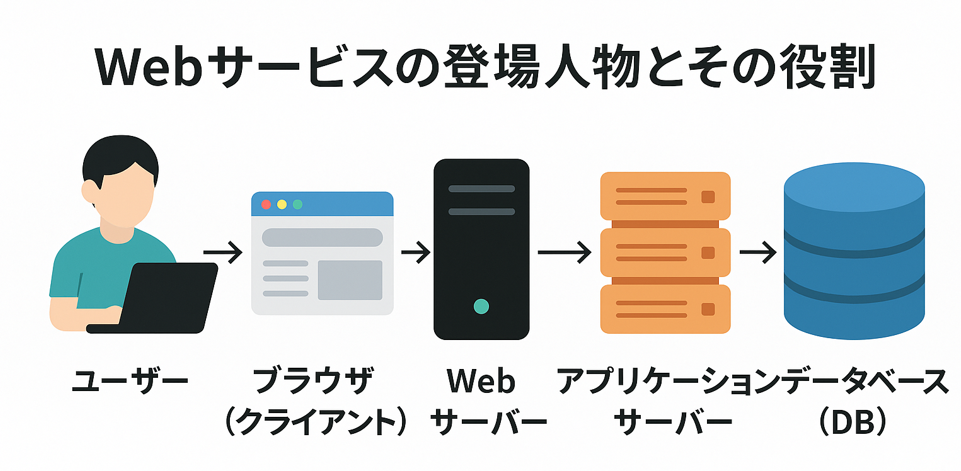 Webサービスの登場人物とその役割
ユーザー
ブラウザ
（クライアント）
Web
サーバー
アプリケーション
サーバー
データベース
（DB）